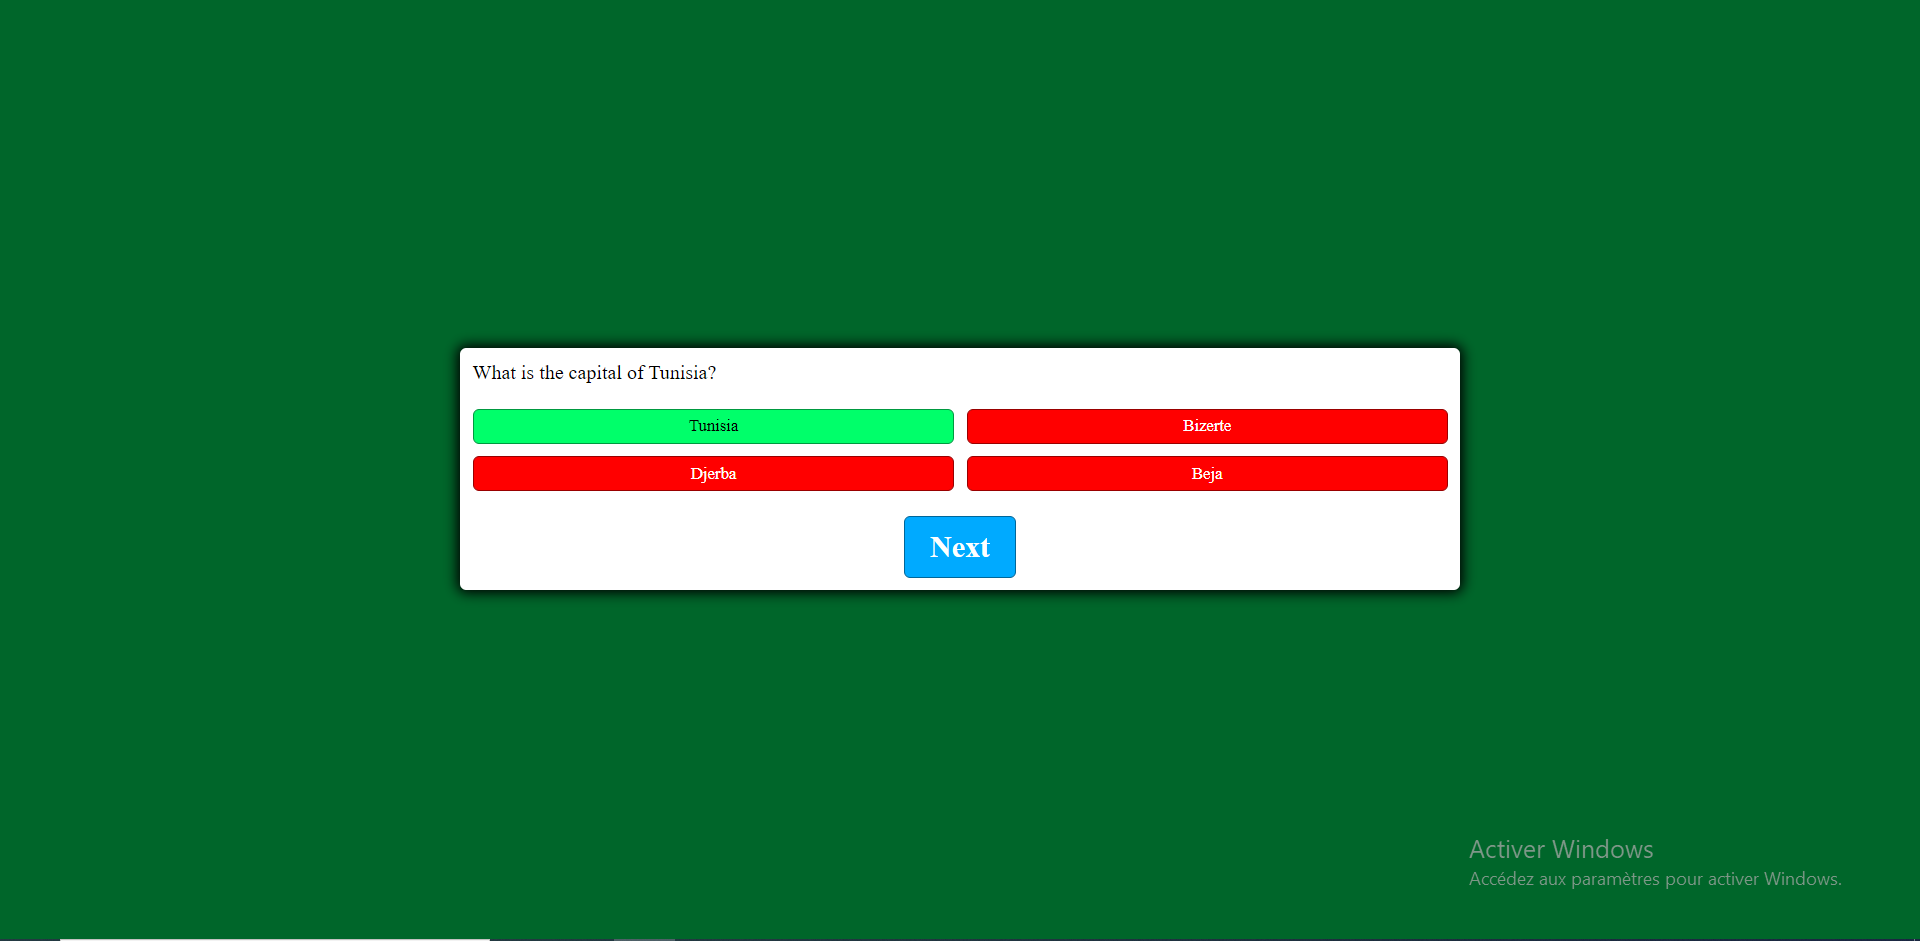 What is the capital of Tunisia?
Tunisia
Bizerte
Djerba
Beja
Next
Activer Windows
Accédez aux paramètres pour activer Windows.